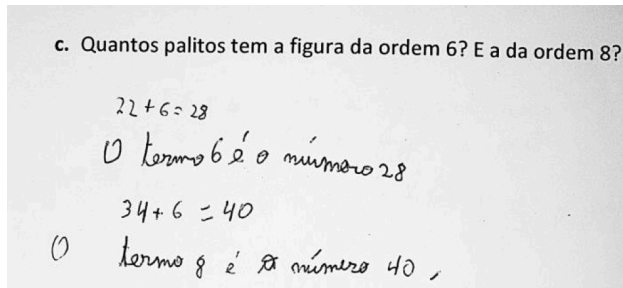 c. Quantos palitos tem a figura da ordem 6? E a da ordem 8?
22 + 6 = 28
O termo 6 é o número 28
34 + 6 = 40
O termo 8 é o número 40.